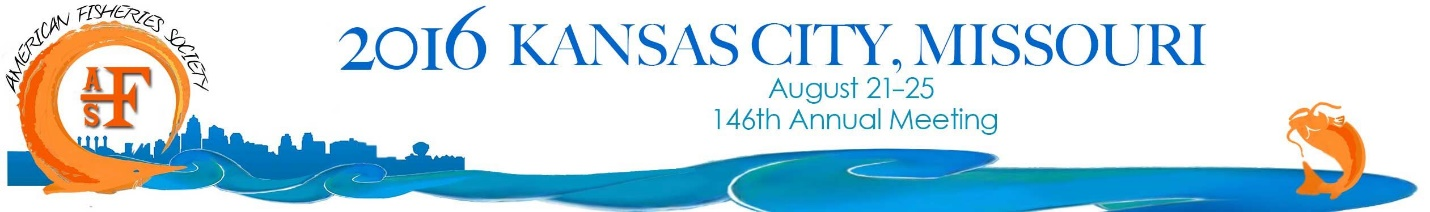 AMERICAN FISHERIES SOCIETY
AFS
2016 KANSAS CITY, MISSOURI
August 21-25
146th Annual Meeting